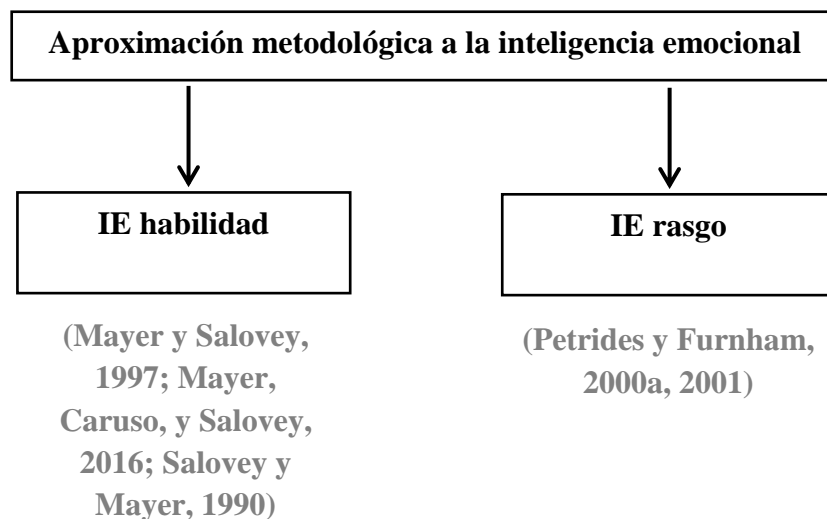 Aproximación metodológica a la inteligencia emocional
IE habilidad
(Mayer y Salovey,
1997; Mayer,
Caruso, y Salovey,
2016; Salovey y
Mayer, 1990)
IE rasgo
(Petrides y Furnham,
2000a, 2001)